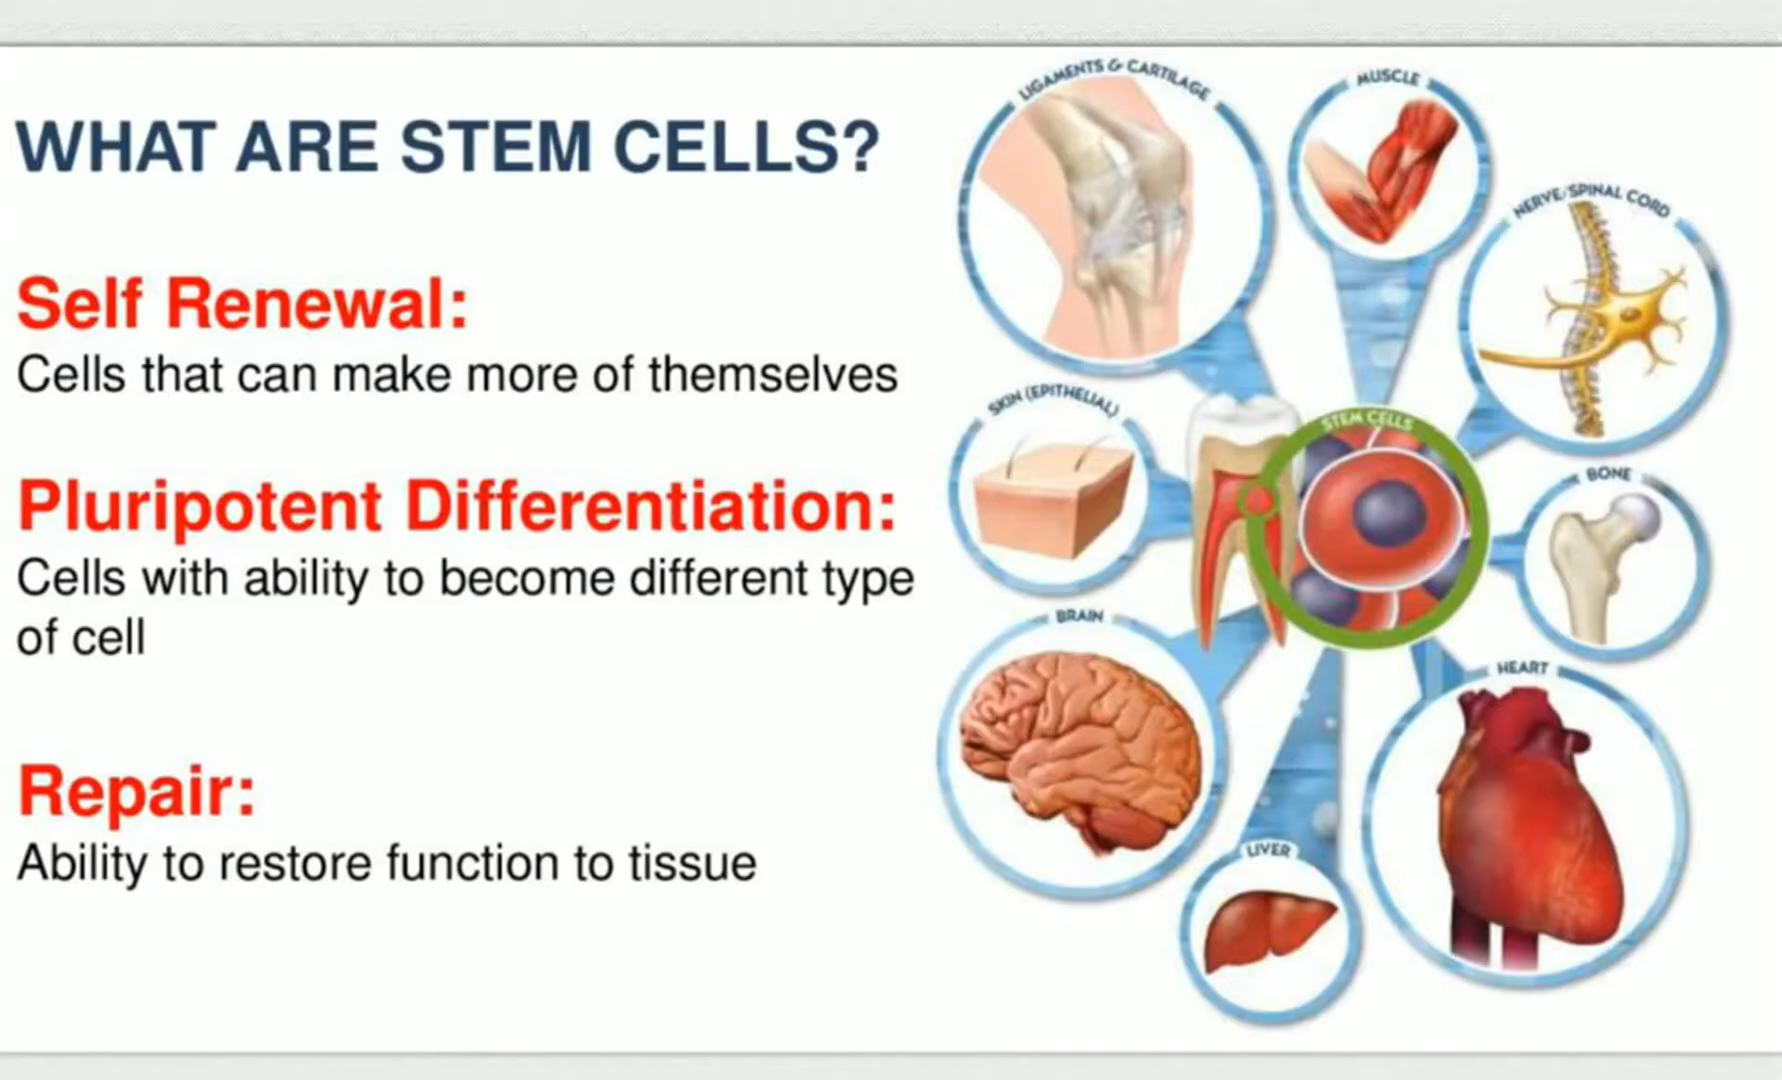 WHAT ARE STEM CELLS?
Self Renewal:
Cells that can make more of themselves
Pluripotent Differentiation:
Cells with ability to become different type
of cell
Repair:
Ability to restore function to tissue
LIGAMENTS & CARTILAGE
MUSCLE
NERVE/SPINAL CORD
SKIN (EPITHELIAL)
STEM CELLS
BONE
BRAIN
HEART
LIVER